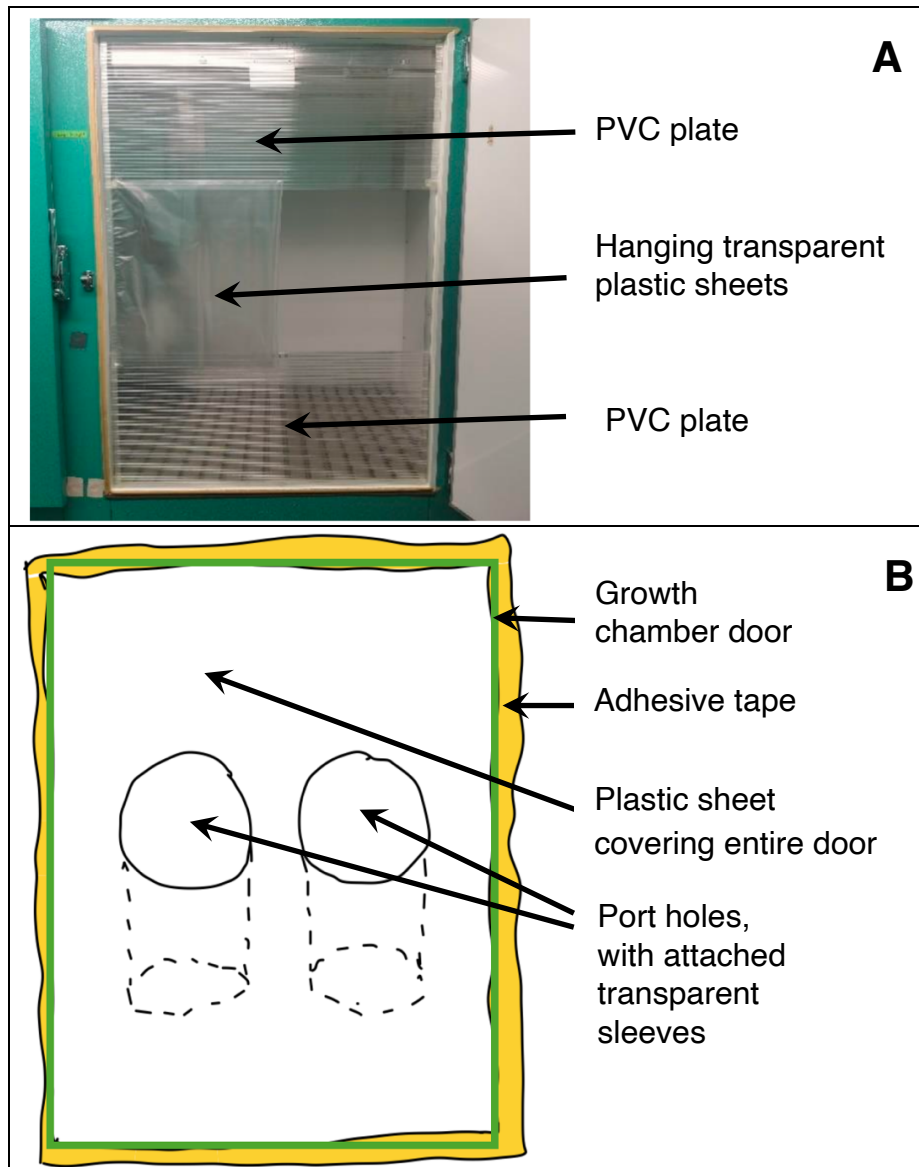 A
PVC plate
Hanging transparent
plastic sheets
PVC plate
B
Growth
chamber door
Adhesive tape
Plastic sheet
covering entire door
Port holes,
with attached
transparent
sleeves